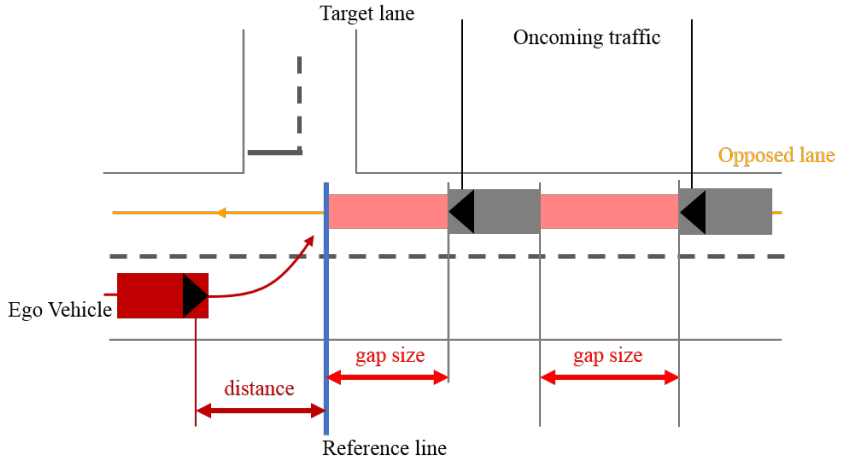 Target lane
Oncoming traffic
Opposed lane
Ego Vehicle
gap size
gap size
distance
Reference line